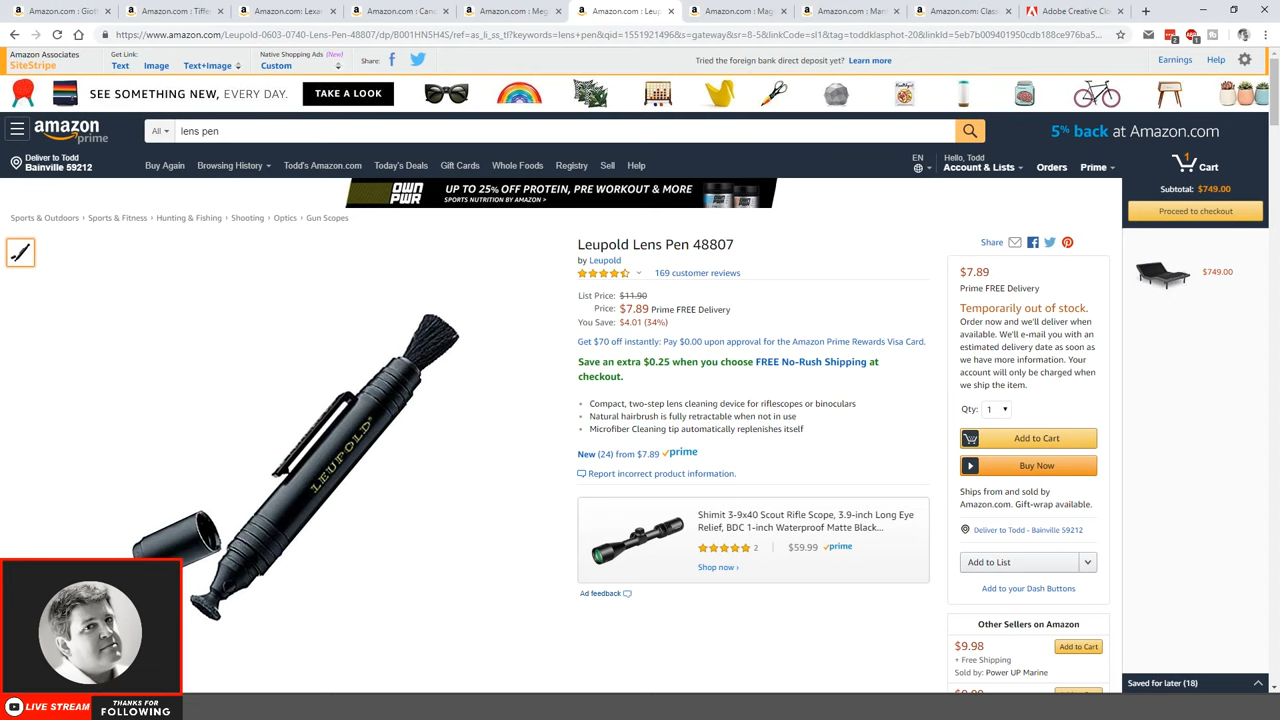 Amazon.com: Giott
Amazon.com: Tiffe
Amazon.com: Lexe
Amazon.com: Canc
Amazon.com: Meg
Amazon.com: Leup
Amazon.com: Mag
Amazon.com: Man
Amazon.com: Class
Adobe Creative Clo
https://www.amazon.com/Leupold-0603-0740-Lens-Pen-48807/dp/B001HN5H4S/ref=as_li_ss_tl?keywords=lens+pen&qid=1551921496&s=gateway&sr=8-5&linkCode=sl1&tag=toddklasphot-20&linkId=5eb7b009401950cdb188ce976ba5...
Amazon Associates
SiteStripe
Get Link:
Text
Image
Text+Image
Native Shopping Ads (New)
Custom
Share:
Tried the foreign bank direct deposit yet? Learn more
Earnings
Help
SEE SOMETHING NEW, EVERY DAY.
TAKE A LOOK
amazon
prime
All
lens pen
5% back at Amazon.com
Deliver to Todd
Bainville 59212
Buy Again
Browsing History
Todd's Amazon.com
Today's Deals
Gift Cards
Whole Foods
Registry
Sell
Help
EN
Hello, Todd
Account & Lists
Orders
Prime
1
Cart
OWN
PWR
UP TO 25% OFF PROTEIN, PRE WORKOUT & MORE
SPORTS NUTRITION BY AMAZON >
Subtotal: $749.00
Proceed to checkout
$749.00
Sports & Outdoors › Sports & Fitness › Hunting & Fishing › Shooting › Optics › Gun Scopes
Leupold Lens Pen 48807
by Leupold
169 customer reviews
List Price: $11.90
Price: $7.89 Prime FREE Delivery
You Save: $4.01 (34%)
Get $70 off instantly: Pay $0.00 upon approval for the Amazon Prime Rewards Visa Card.
Save an extra $0.25 when you choose FREE No-Rush Shipping at
checkout.
Compact, two-step lens cleaning device for riflescopes or binoculars
Natural hairbrush is fully retractable when not in use
Microfiber Cleaning tip automatically replenishes itself
New (24) from $7.89 prime
Report incorrect product information.
Shimit 3-9x40 Scout Rifle Scope, 3.9-inch Long Eye
Relief, BDC 1-inch Waterproof Matte Black...
2
$59.99 prime
Shop now ›
Ad feedback
LEUPOLD
Share
$7.89
Prime FREE Delivery
Temporarily out of stock.
Order now and we'll deliver when
available. We'll e-mail you with an
estimated delivery date as soon as
we have more information. Your
account will only be charged when
we ship the item.
Qty: 1
Add to Cart
Buy Now
Ships from and sold by
Amazon.com. Gift-wrap available.
Deliver to Todd - Bainville 59212
Add to List
Add to your Dash Buttons
Other Sellers on Amazon
$9.98
Add to Cart
+ Free Shipping
Sold by: Power UP Marine
Saved for later (18)
LIVE STREAM
THANKS FOR
FOLLOWING